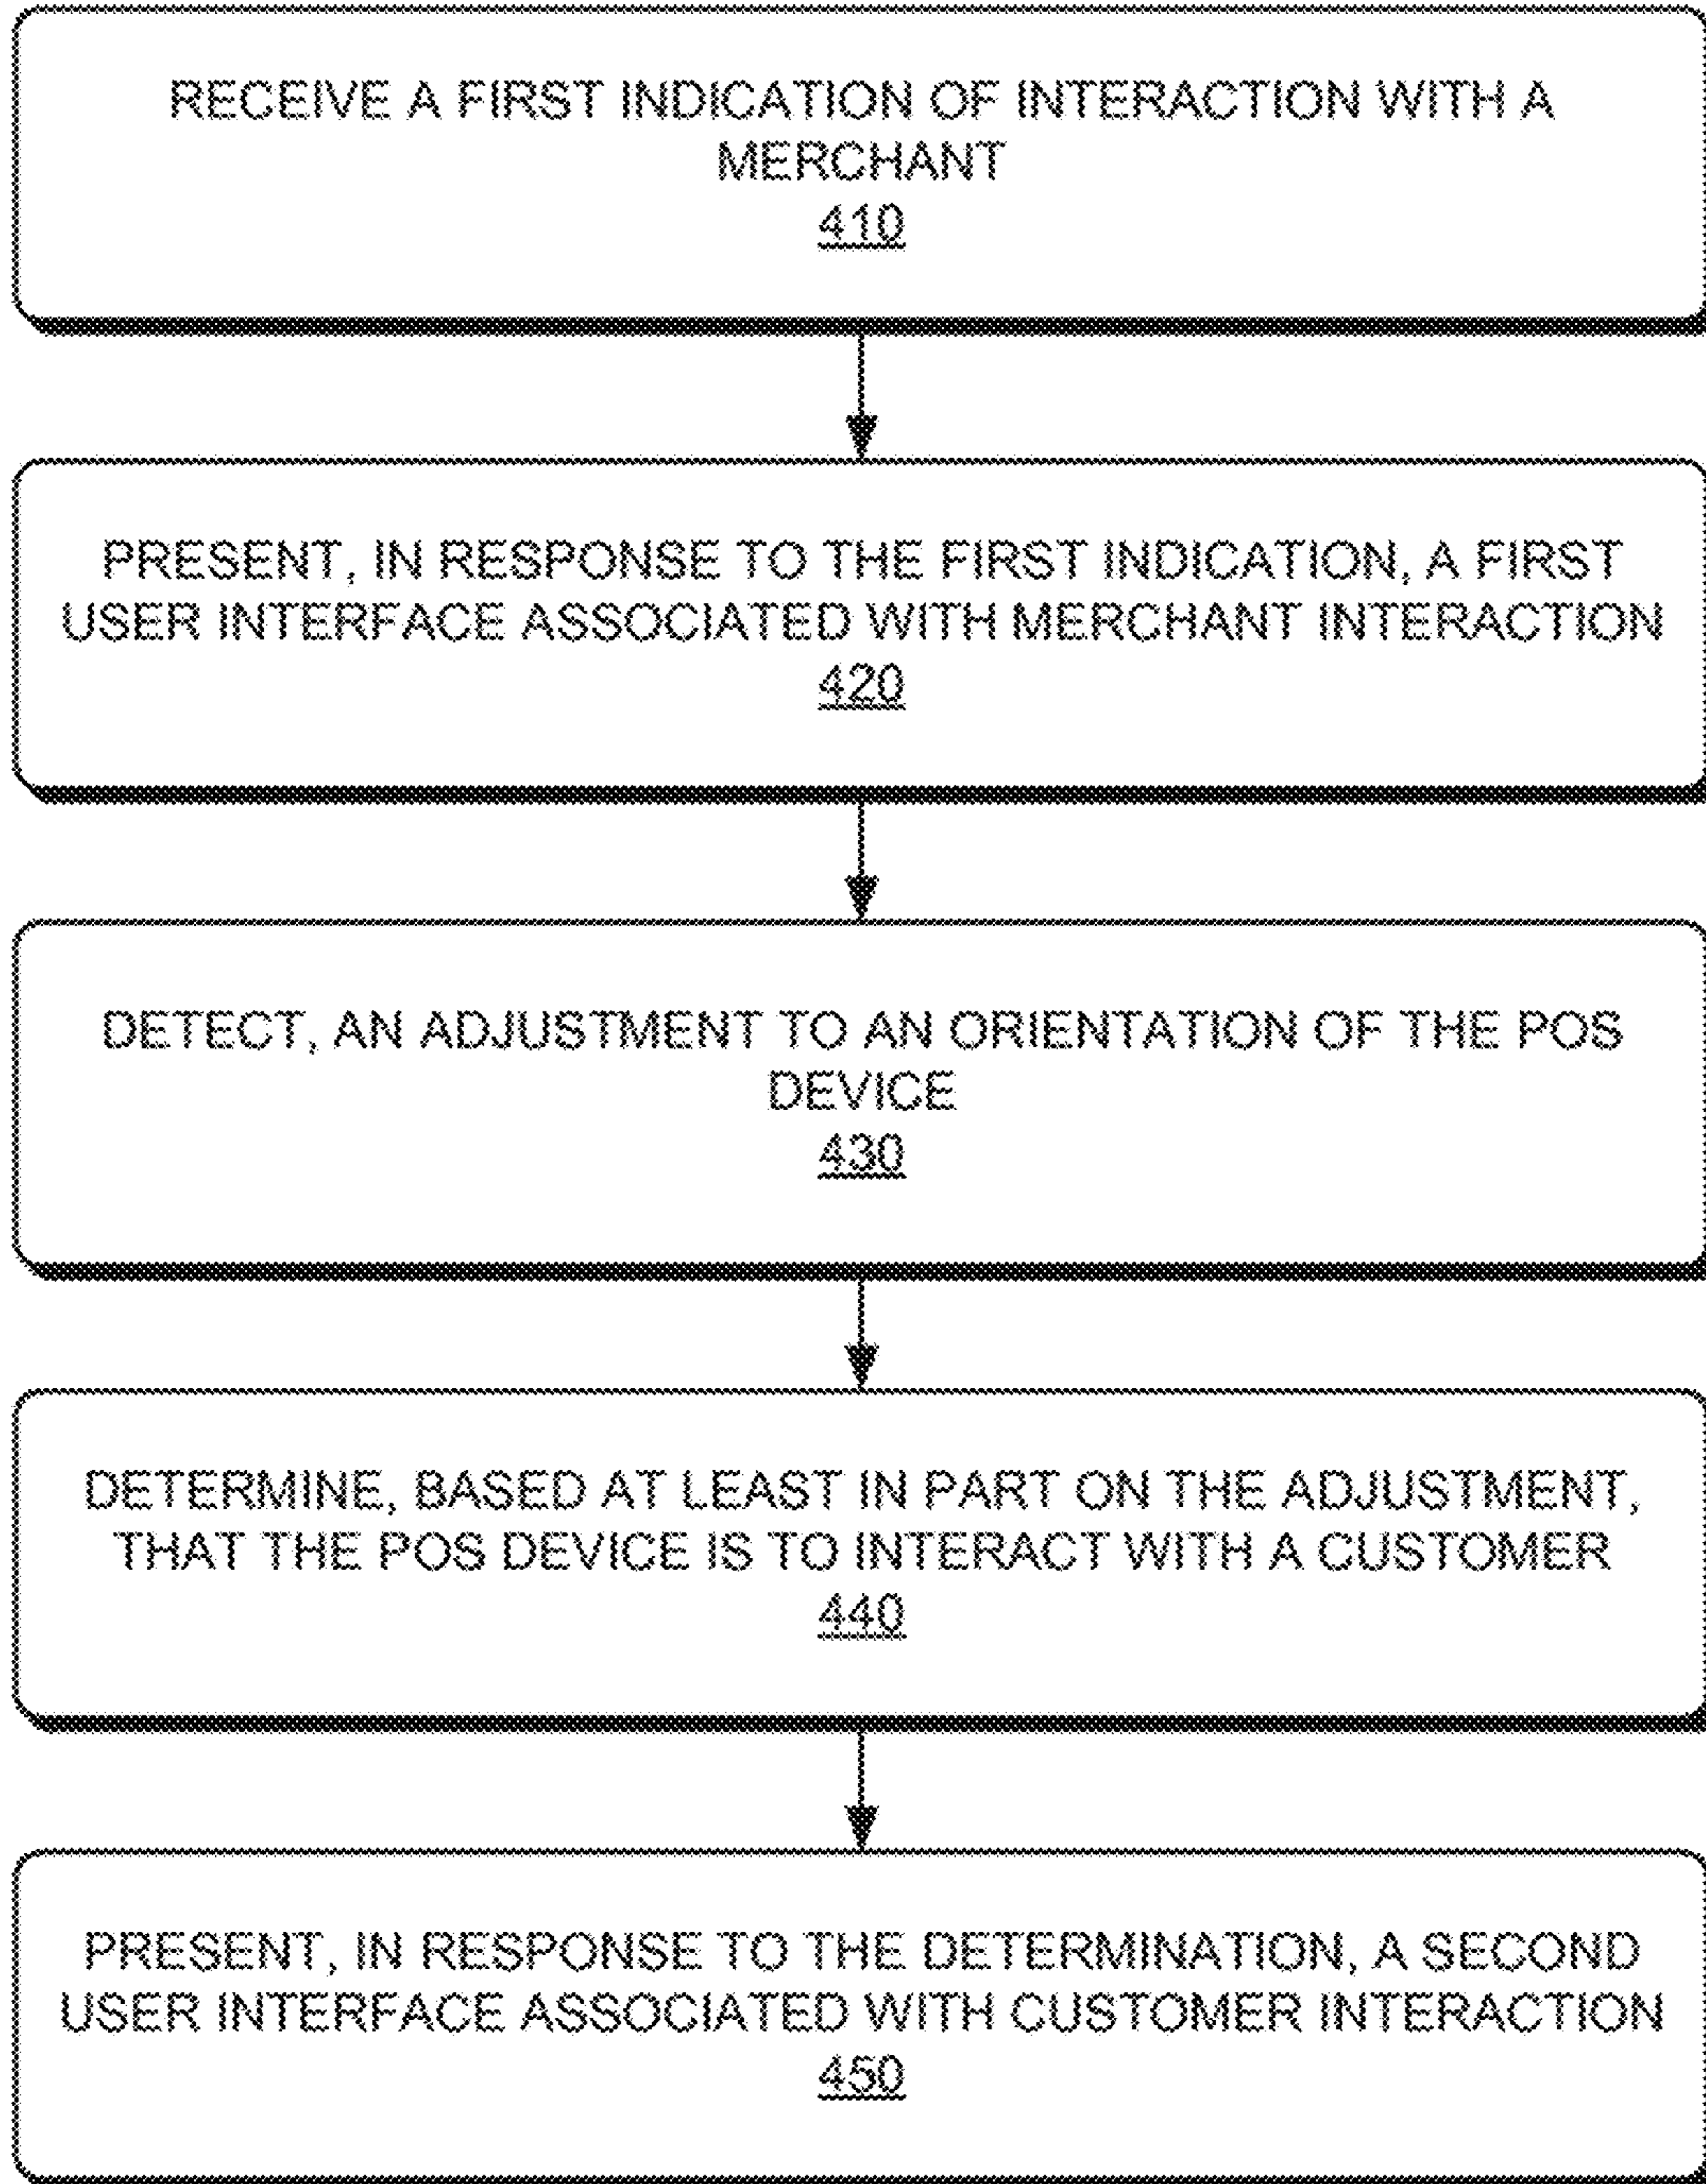 RECEIVE A FIRST INDICATION OF INTERACTION WITH A
MERCHANT
410
PRESENT, IN RESPONSE TO THE FIRST INDICATION, A FIRST
USER INTERFACE ASSOCIATED WITH MERCHANT INTERACTION
420
DETECT, AN ADJUSTMENT TO AN ORIENTATION OF THE POS
DEVICE
430
DETERMINE, BASED AT LEAST IN PART ON THE ADJUSTMENT,
THAT THE POS DEVICE IS TO INTERACT WITH A CUSTOMER
440
PRESENT, IN RESPONSE TO THE DETERMINATION, A SECOND
USER INTERFACE ASSOCIATED WITH CUSTOMER INTERACTION
450